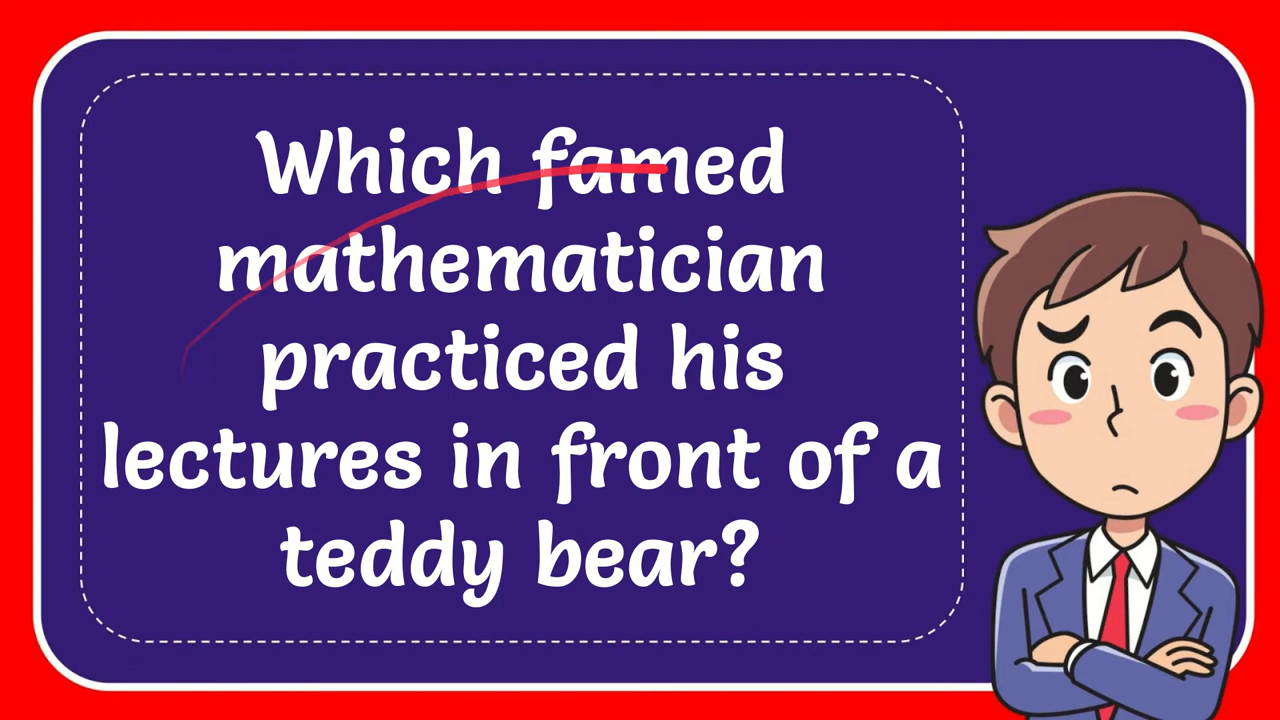 Which famed
mathematician
practiced his
lectures in front of a
teddy bear?